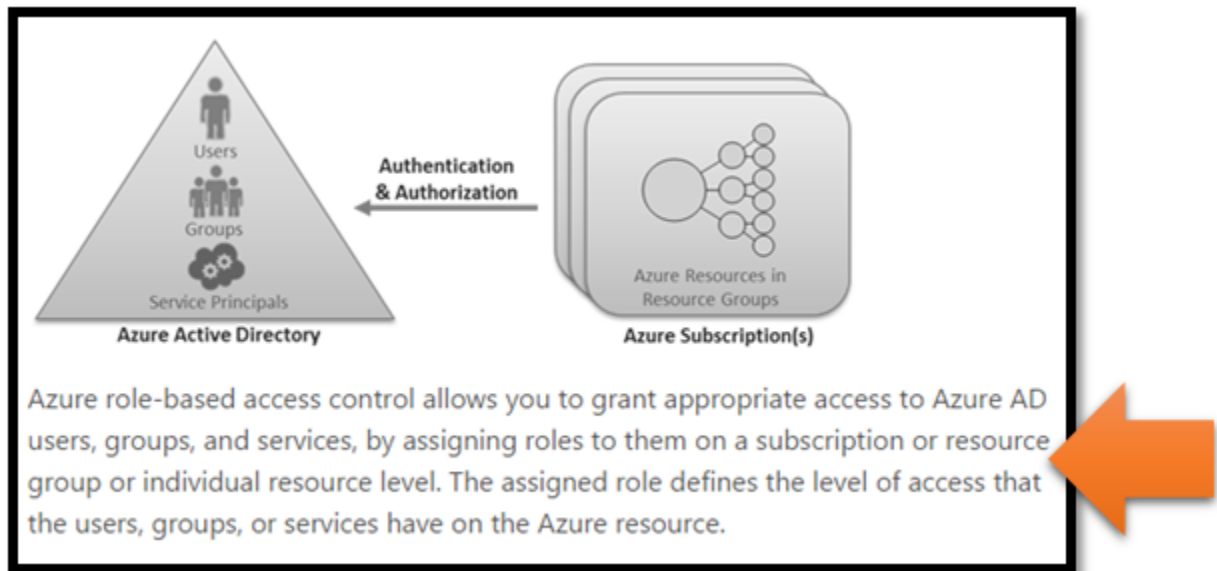 Users
Groups
Service Principals
Azure Active Directory
Authentication
& Authorization
Azure Resources in
Resource Groups
Azure Subscription(s)
Azure role-based access control allows you to grant appropriate access to Azure AD
users, groups, and services, by assigning roles to them on a subscription or resource
group or individual resource level. The assigned role defines the level of access that
the users, groups, or services have on the Azure resource.